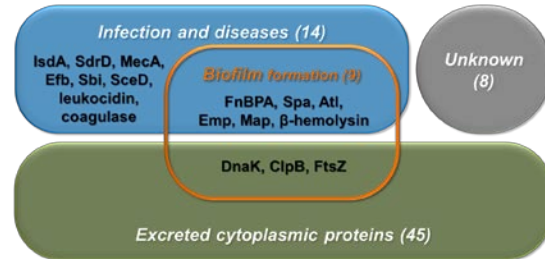 Infection and diseases (14)
IsdA, SdrD, MecA,
Efb, Sbi, SceD,
leukocidin,
coagulase
Biofilm formation (9)
FnBPA, Spa, Atl,
Emp, Map, β-hemolysin
DnaK, ClpB, FtsZ
Excreted cytoplasmic proteins (45)
Unknown
(8)